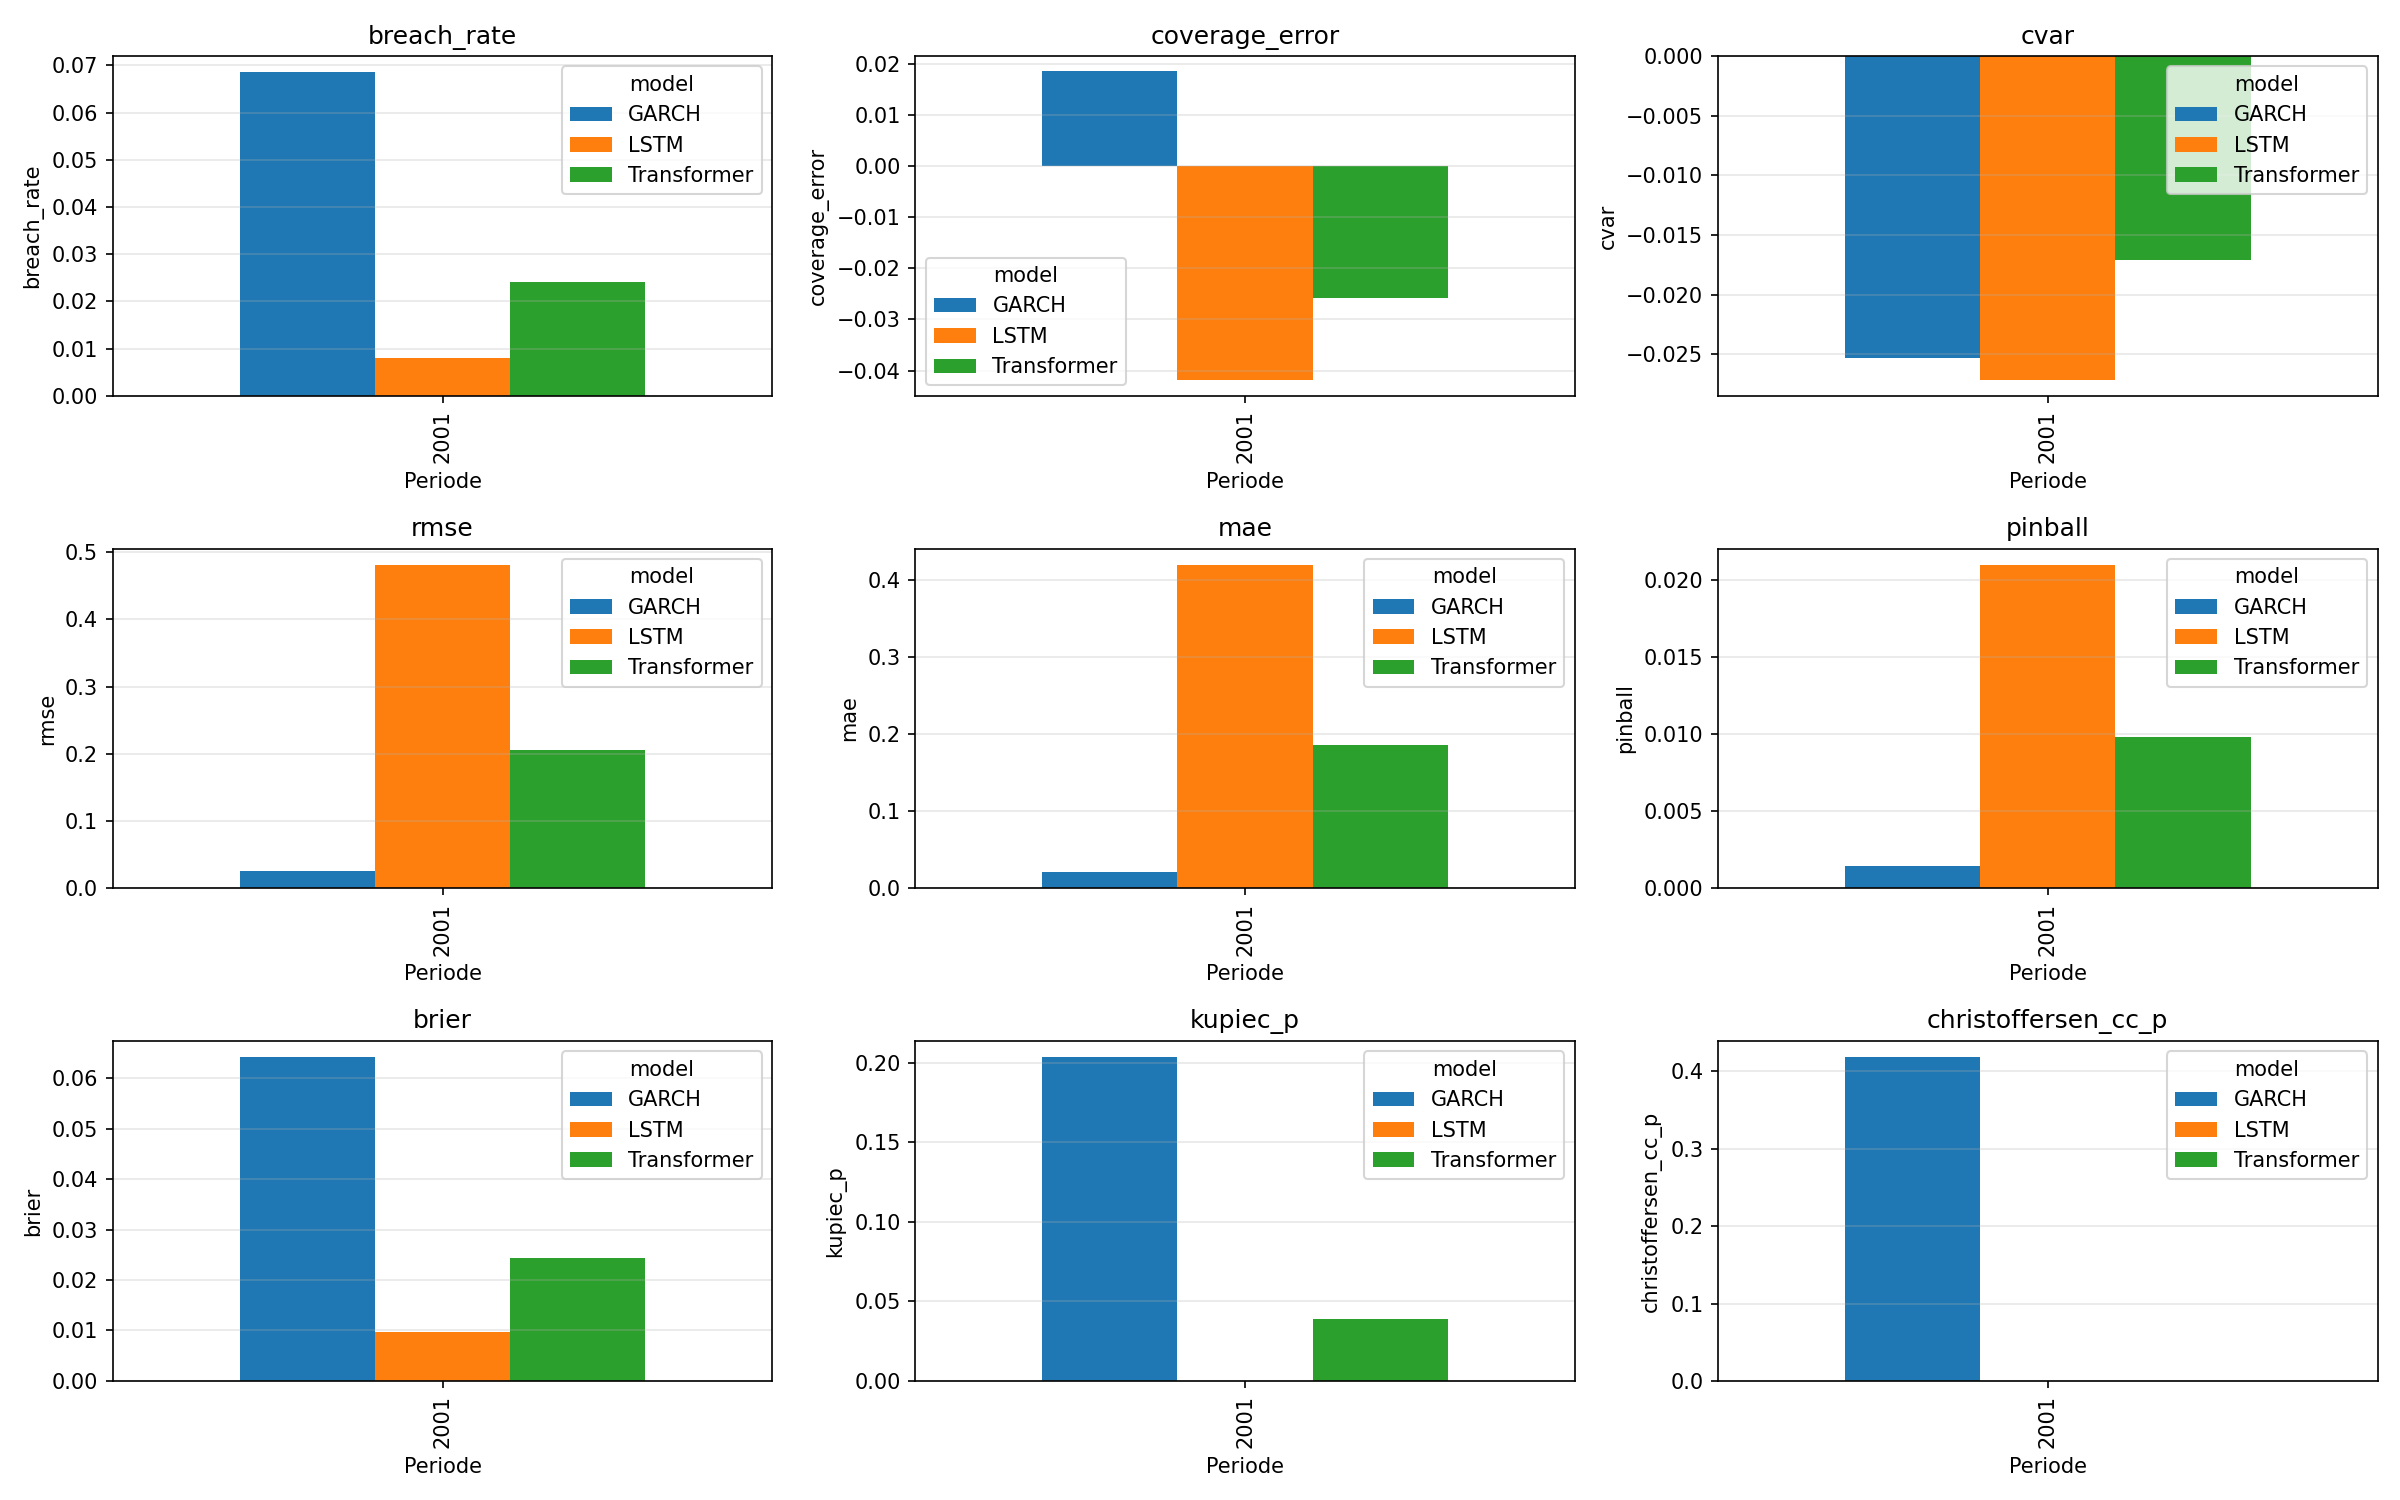 breach_rate
0.07
0.06
0.05
0.04
0.03
0.02
0.01
0.00
breach_rate
model
GARCH
LSTM
Transformer
2001
Periode
coverage_error
0.02
0.01
0.00
−0.01
−0.02
−0.03
−0.04
coverage_error
model
GARCH
LSTM
Transformer
2001
Periode
cvar
0.000
−0.005
−0.010
−0.015
−0.020
−0.025
cvar
model
GARCH
LSTM
Transformer
2001
Periode
rmse
0.5
0.4
0.3
0.2
0.1
0.0
rmse
model
GARCH
LSTM
Transformer
2001
Periode
mae
0.4
0.3
0.2
0.1
0.0
mae
model
GARCH
LSTM
Transformer
2001
Periode
pinball
0.020
0.015
0.010
0.005
0.000
pinball
model
GARCH
LSTM
Transformer
2001
Periode
brier
0.06
0.05
0.04
0.03
0.02
0.01
0.00
brier
model
GARCH
LSTM
Transformer
2001
Periode
kupiec_p
0.20
0.15
0.10
0.05
0.00
kupiec_p
model
GARCH
LSTM
Transformer
2001
Periode
christoffersen_cc_p
0.4
0.3
0.2
0.1
0.0
christoffersen_cc_p
model
GARCH
LSTM
Transformer
2001
Periode